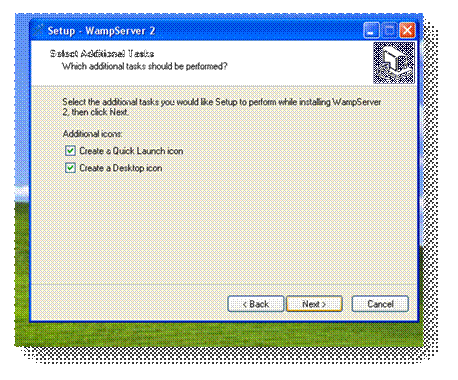 Setup - WampServer 2
Select Additional Tasks
Which additional tasks should be performed?
Select the additional tasks you would like Setup to perform while installing WampServer
2, then click Next.
Additional icons:
Create a Quick Launch icon
Create a Desktop icon
< Back
Next >
Cancel